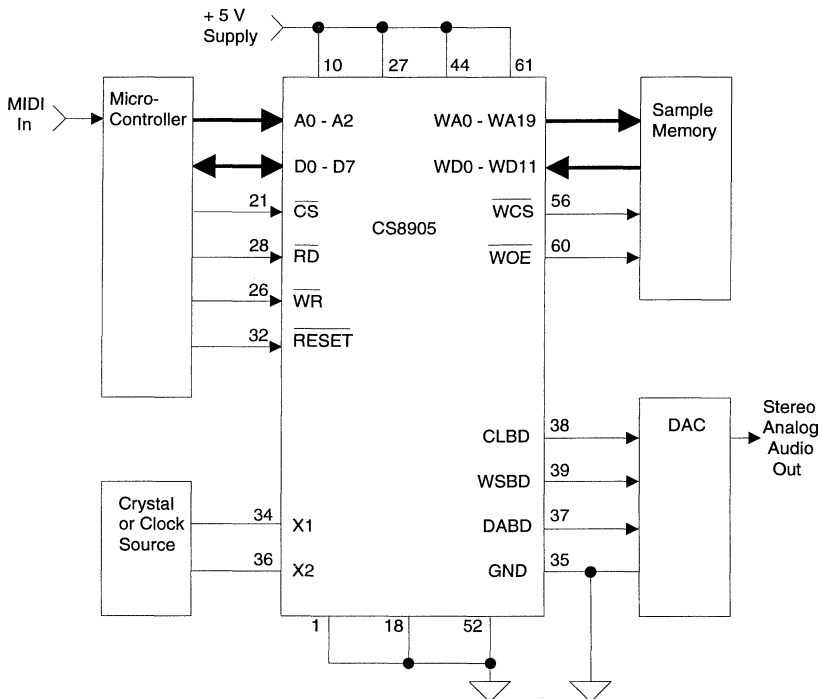 + 5 V
Supply
10
27
44
61
MIDI
In
Micro-
Controller
A0 - A2
WA0 - WA19
Sample
Memory
D0 - D7
WD0 - WD11
21
CS
WCS
56
CS8905
28
RD
WOE
60
26
WR
32
RESET
CLBD
38
DAC
Stereo
Analog
Audio
Out
WSBD
39
Crystal
or Clock
Source
34
X1
DABD
37
36
X2
GND
35
1
18
52